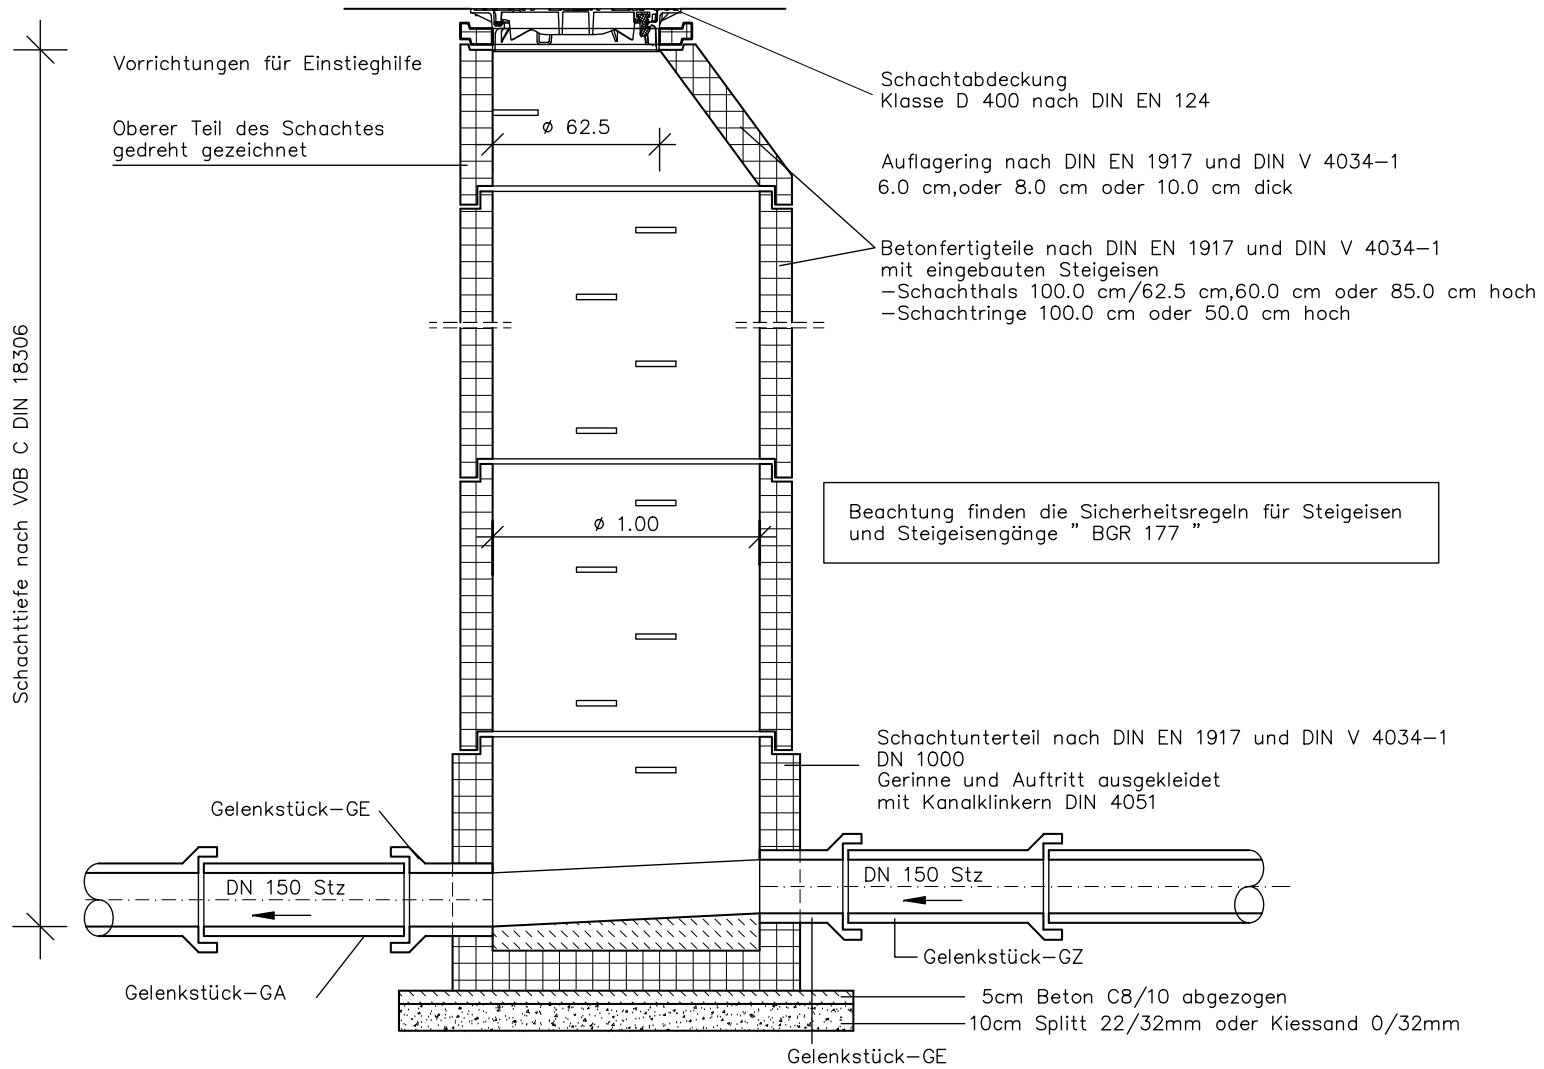 Vorrichtungen für Einstieghilfe
Oberer Teil des Schachtes
gedreht gezeichnet
Schachtabdeckung
Klasse D 400 nach DIN EN 124
ø 62.5
Auflagering nach DIN EN 1917 und DIN V 4034-1
6.0 cm,oder 8.0 cm oder 10.0 cm dick
Betonfertigteile nach DIN EN 1917 und DIN V 4034-1
mit eingebauten Steigeisen
-Schachthals 100.0 cm/62.5 cm,60.0 cm oder 85.0 cm hoch
-Schachtringe 100.0 cm oder 50.0 cm hoch
Schachttiefe nach VOB C DIN 18306
ø 1.00
Beachtung finden die Sicherheitsregeln für Steigeisen
und Steigeisengänge " BGR 177 "
Schachtunterteil nach DIN EN 1917 und DIN V 4034-1
DN 1000
Gerinne und Auftritt ausgekleidet
mit Kanalklinkern DIN 4051
Gelenkstück-GE
DN 150 Stz
DN 150 Stz
Gelenkstück-GZ
Gelenkstück-GA
5cm Beton C8/10 abgezogen
10cm Splitt 22/32mm oder Kiessand 0/32mm
Gelenkstück-GE